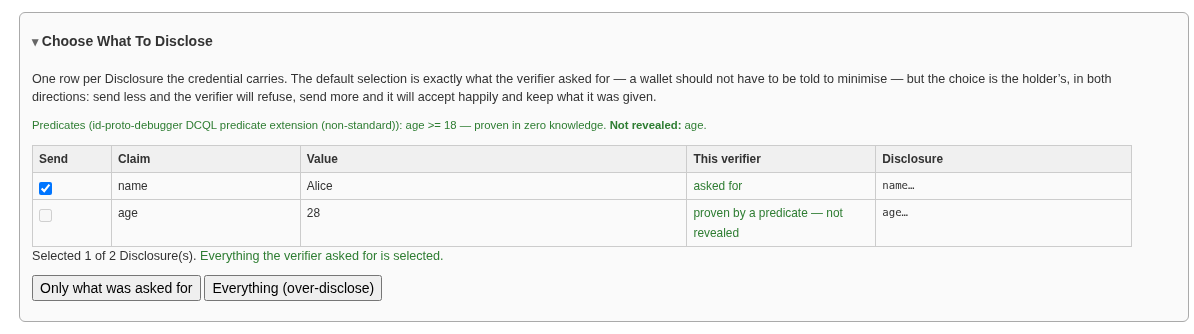 ▾ Choose What To Disclose
One row per Disclosure the credential carries. The default selection is exactly what the verifier asked for — a wallet should not have to be told to minimise — but the choice is the holder's, in both
directions: send less and the verifier will refuse, send more and it will accept happily and keep what it was given.
Predicates (id-proto-debugger DCQL predicate extension (non-standard)): age >= 18 — proven in zero knowledge. Not revealed: age.
Send Claim Value This verifier Disclosure
name Alice asked for name…
age 28 proven by a predicate — not age…
revealed
Selected 1 of 2 Disclosure(s). Everything the verifier asked for is selected.
Only what was asked for Everything (over-disclose)